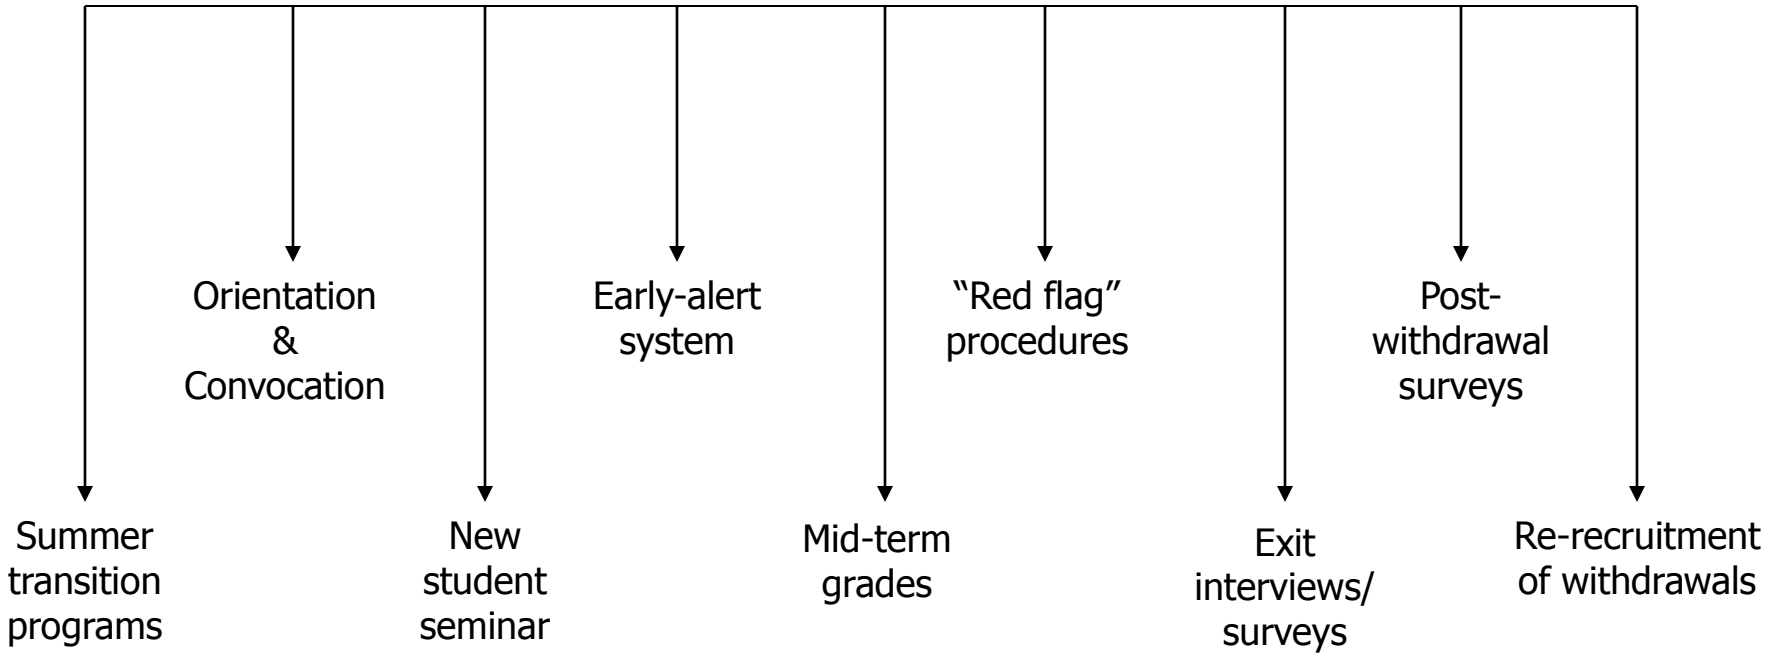 Orientation
&
Convocation
Early-alert
system
“Red flag”
procedures
Post-
withdrawal
surveys
Summer
transition
programs
New
student
seminar
Mid-term
grades
Exit
interviews/
surveys
Re-recruitment
of withdrawals